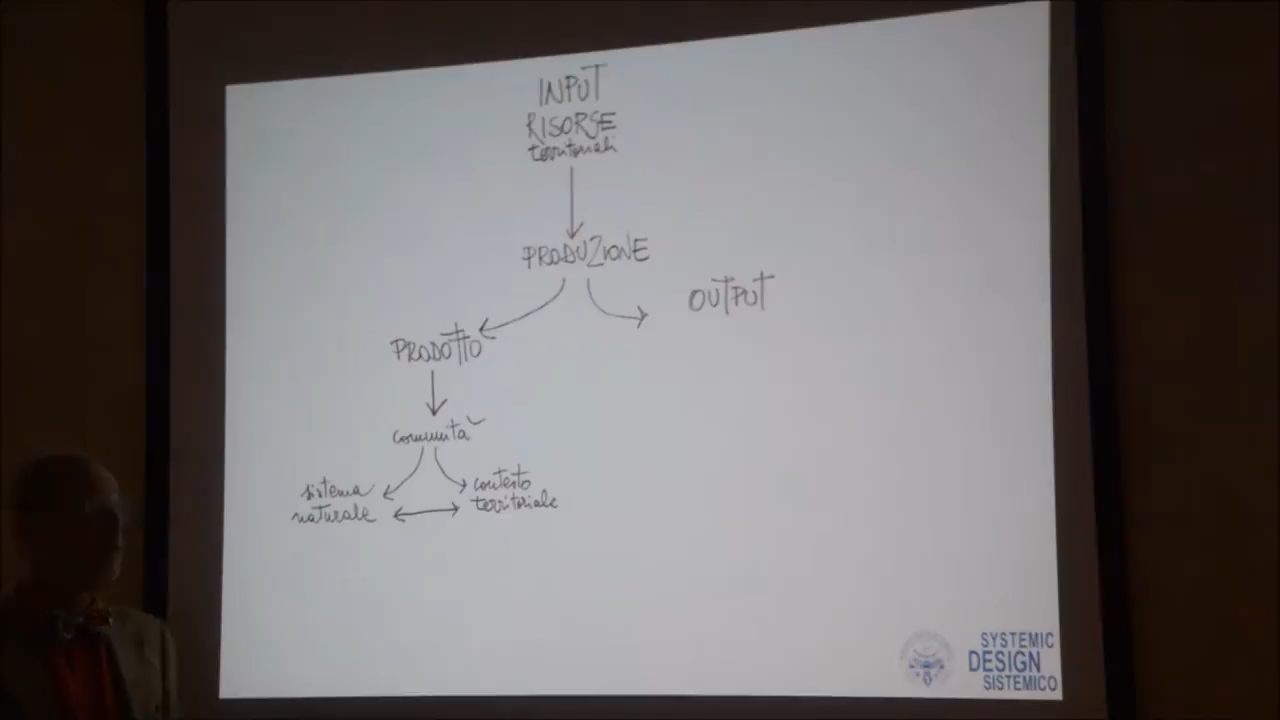 INPUT
RISORSE
territoriali
PRODUZIONE
OUTPUT
PRODOTTO
comunità
sistema
naturale
contesto
territoriale
SYSTEMIC
DESIGN
SISTEMICO